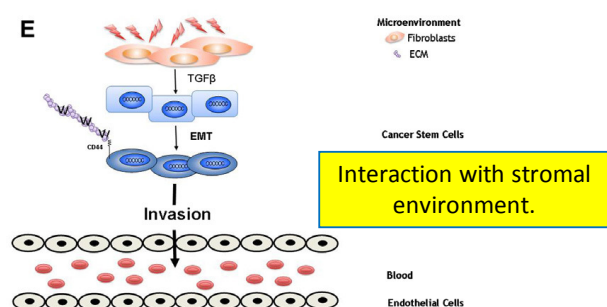 E
Microenvironment
Fibroblasts
ECM
TGFβ
EMT
CD44
Cancer Stem Cells
Interaction with stromal
environment.
Invasion
Blood
Endothelial Cells